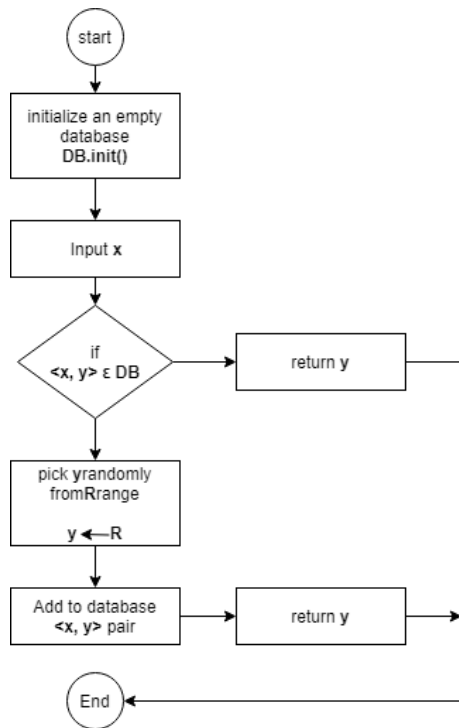 start
initialize an empty
database
DB.init()
Input x
if
<x, y> ε DB
return y
pick yrandomly
fromRrange
y R
Add to database
<x, y> pair
return y
End